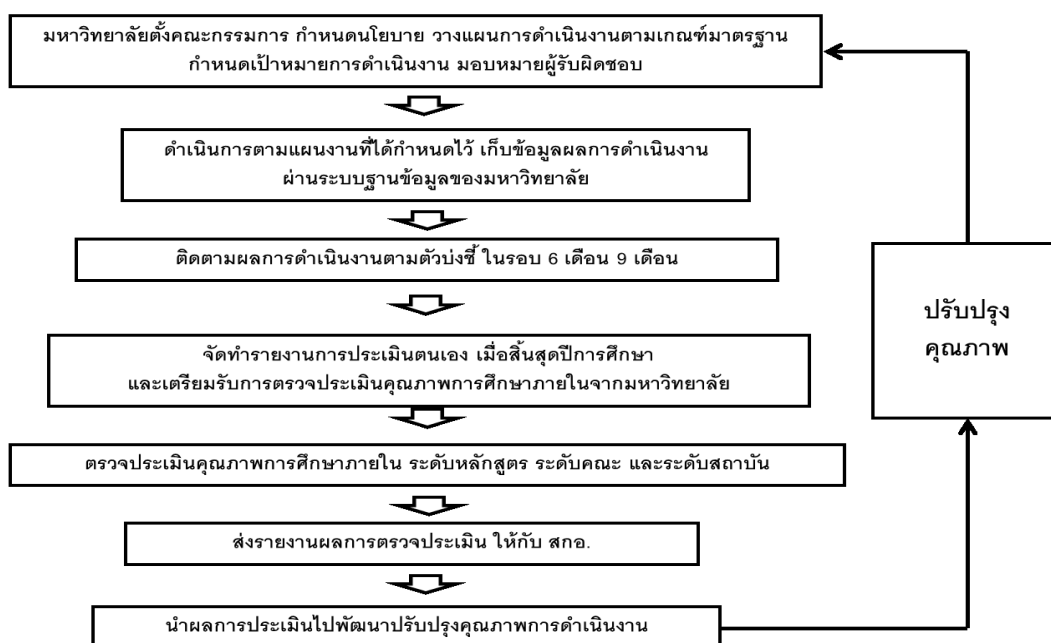 มหาวิทยาลัยตั้งคณะกรรมการ กำหนดนโยบาย วางแผนการดำเนินงานตามเกณฑ์มาตรฐาน
กำหนดเป้าหมายการดำเนินงาน มอบหมายผู้รับผิดชอบ
ดำเนินการตามแผนงานที่ได้กำหนดไว้ เก็บข้อมูลผลการดำเนินงาน
ผ่านระบบฐานข้อมูลของมหาวิทยาลัย
ติดตามผลการดำเนินงานตามตัวบ่งชี้ ในรอบ 6 เดือน 9 เดือน
จัดทำรายงานการประเมินตนเอง เมื่อสิ้นสุดปีการศึกษา
และเตรียมรับการตรวจประเมินคุณภาพการศึกษาภายในจากมหาวิทยาลัย
ตรวจประเมินคุณภาพการศึกษาภายใน ระดับหลักสูตร ระดับคณะ และระดับสถาบัน
ส่งรายงานผลการตรวจประเมิน ให้กับ สกอ.
นำผลการประเมินไปพัฒนาปรับปรุงคุณภาพการดำเนินงาน
ปรับปรุง
คุณภาพ